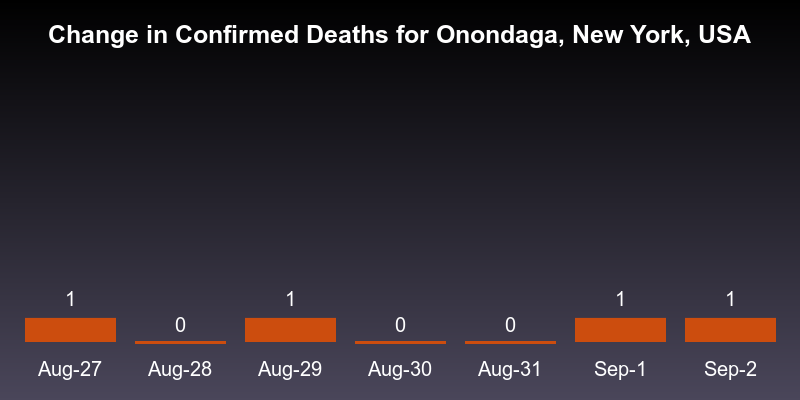 Change in Confirmed Deaths for Onondaga, New York, USA
1 0 1 0 0 1 1
Aug-27 Aug-28 Aug-29 Aug-30 Aug-31 Sep-1 Sep-2